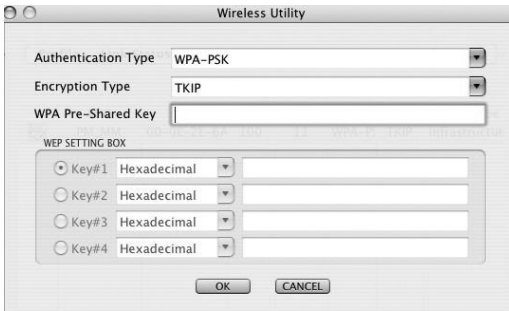 Wireless Utility
Authentication Type WPA-PSK
Encryption Type TKIP
WPA Pre-Shared Key
WEP SETTING BOX
Key#1 Hexadecimal
Key#2 Hexadecimal
Key#3 Hexadecimal
Key#4 Hexadecimal
OK CANCEL